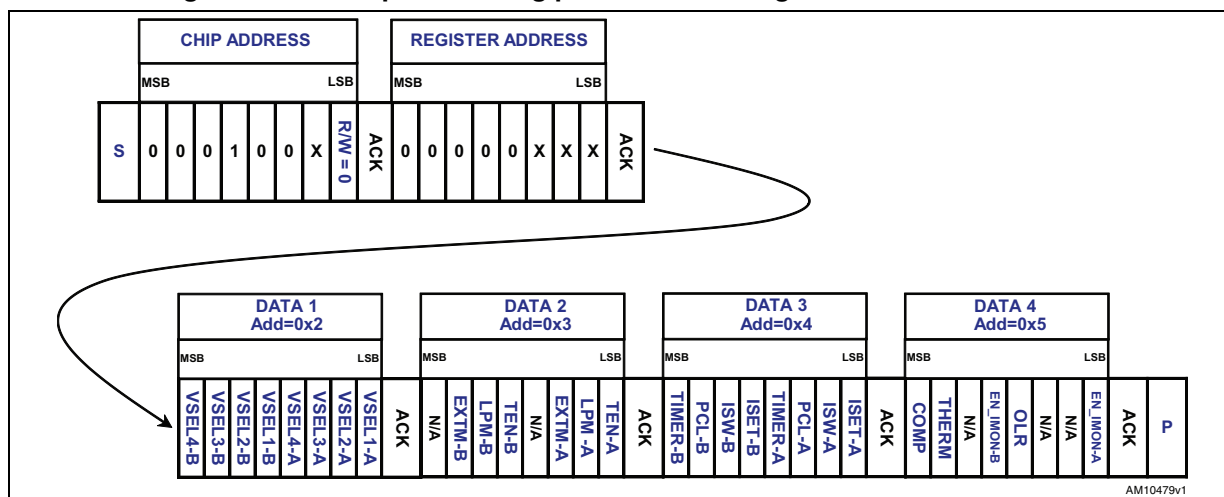 CHIP ADDRESS REGISTER ADDRESS
MSB LSB MSB LSB
S 0 0 0 1 0 0 X R/W = 0 ACK 0 0 0 0 0 X X X ACK
DATA 1 DATA 2 DATA 3 DATA 4
Add=0x2 Add=0x3 Add=0x4 Add=0x5
MSB LSB MSB LSB MSB LSB MSB LSB
VSEL4-B VSEL3-B VSEL2-B VSEL1-B VSEL4-A VSEL3-A VSEL2-A VSEL1-A ACK N/A EXTM-B LPM-B TEN-B N/A EXTM-A LPM -A TEN-A ACK TIMER-B PCL-B ISW-B ISET-B TIMER-A PCL-A ISW-A ISET-A ACK COMP THERM N/A EN_IMON-B OLR N/A N/A EN_IMON-A ACK P
AM10479v1